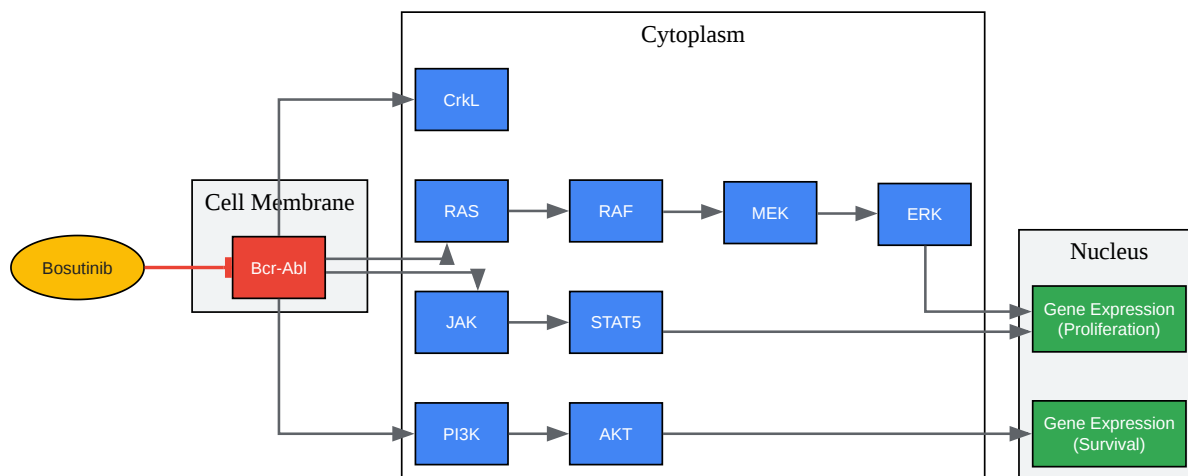 Cytoplasm
CrkL
Cell Membrane
RAS
RAF
MEK
ERK
Bosutinib
Bcr-Abl
Nucleus
JAK
STAT5
Gene Expression
(Proliferation)
PI3K
AKT
Gene Expression
(Survival)